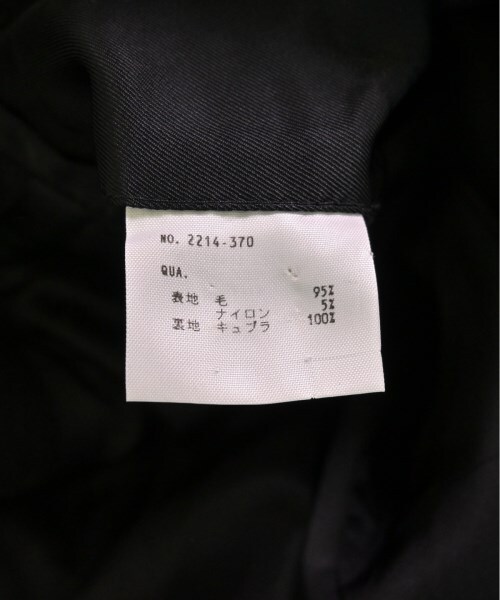 NO. 2214-370
QUA.
表地 毛 95%
ナイロン 5%
裏地 キュプラ 100%